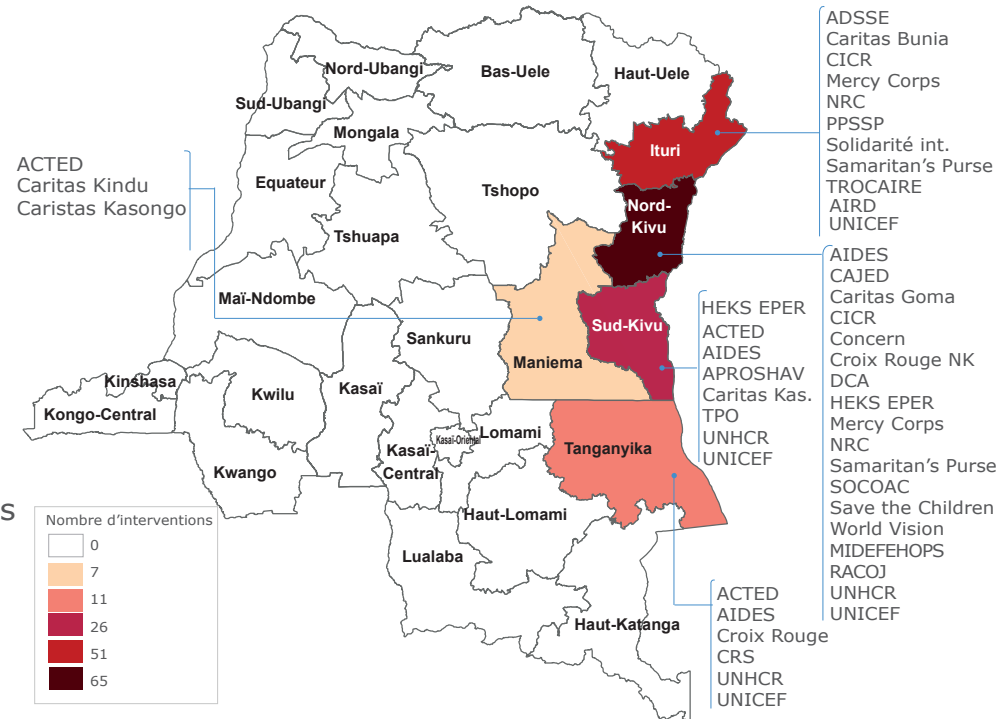 ADSSE
Caritas Bunia
CICR
Mercy Corps
NRC
PPSSP
Solidarité int.
Samaritan's Purse
TROCAIRE
AIRD
UNICEF
Nord-Ubangi
Bas-Uele
Haut-Uele
Sud-Ubangi
Mongala
Ituri
ACTED
Caritas Kindu
Caristas Kasongo
Equateur
Tshopo
Nord-
Kivu
Tshuapa
AIDES
CAJED
Caritas Goma
CICR
Concern
Croix Rouge NK
DCA
HEKS EPER
Mercy Corps
NRC
Samaritan's Purse
SOCOAC
Save the Children
World Vision
MIDEFEHOPS
RACOJ
UNHCR
UNICEF
Maï-Ndombe
HEKS EPER
ACTED
AIDES
APROSHAV
Caritas Kas.
TPO
UNHCR
UNICEF
Sankuru
Sud-Kivu
Maniema
Kinshasa
Kongo-Central
Kwilu
Kasaï
Kwango
Kasaï-
Central
Kasaï-Oriental
Lomami
Tanganyika
Haut-Lomami
Lualaba
Haut-Katanga
ACTED
AIDES
Croix Rouge
CRS
UNHCR
UNICEF
s
Nombre d'interventions
0
7
11
26
51
65